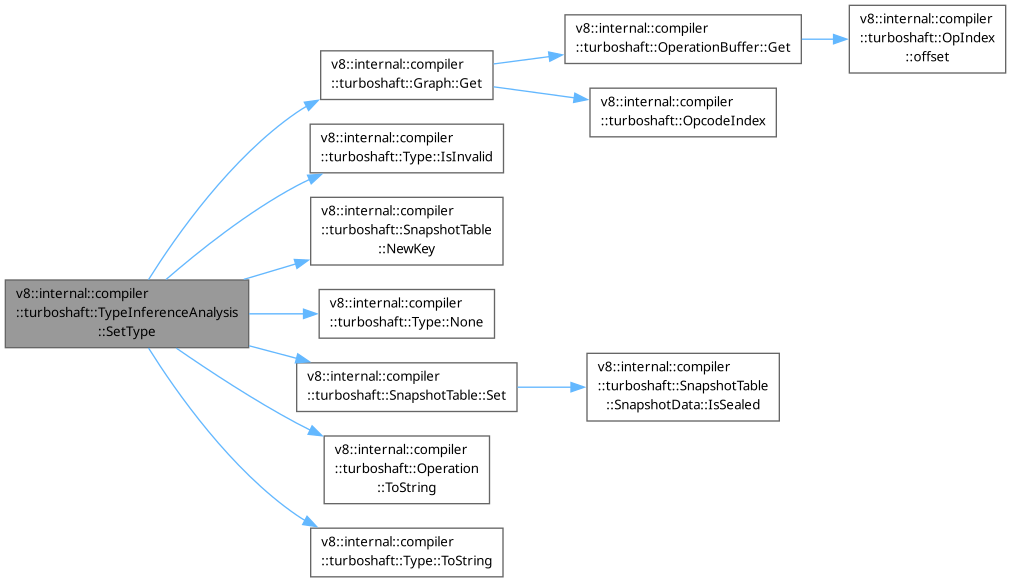 v8::internal::compiler
::turboshaft::TypeInferenceAnalysis
::SetType
v8::internal::compiler
::turboshaft::Graph::Get
v8::internal::compiler
::turboshaft::OperationBuffer::Get
v8::internal::compiler
::turboshaft::OpIndex
::offset
v8::internal::compiler
::turboshaft::OpcodeIndex
v8::internal::compiler
::turboshaft::Type::IsInvalid
v8::internal::compiler
::turboshaft::SnapshotTable
::NewKey
v8::internal::compiler
::turboshaft::Type::None
v8::internal::compiler
::turboshaft::SnapshotTable::Set
v8::internal::compiler
::turboshaft::SnapshotTable
::SnapshotData::IsSealed
v8::internal::compiler
::turboshaft::Operation
::ToString
v8::internal::compiler
::turboshaft::Type::ToString